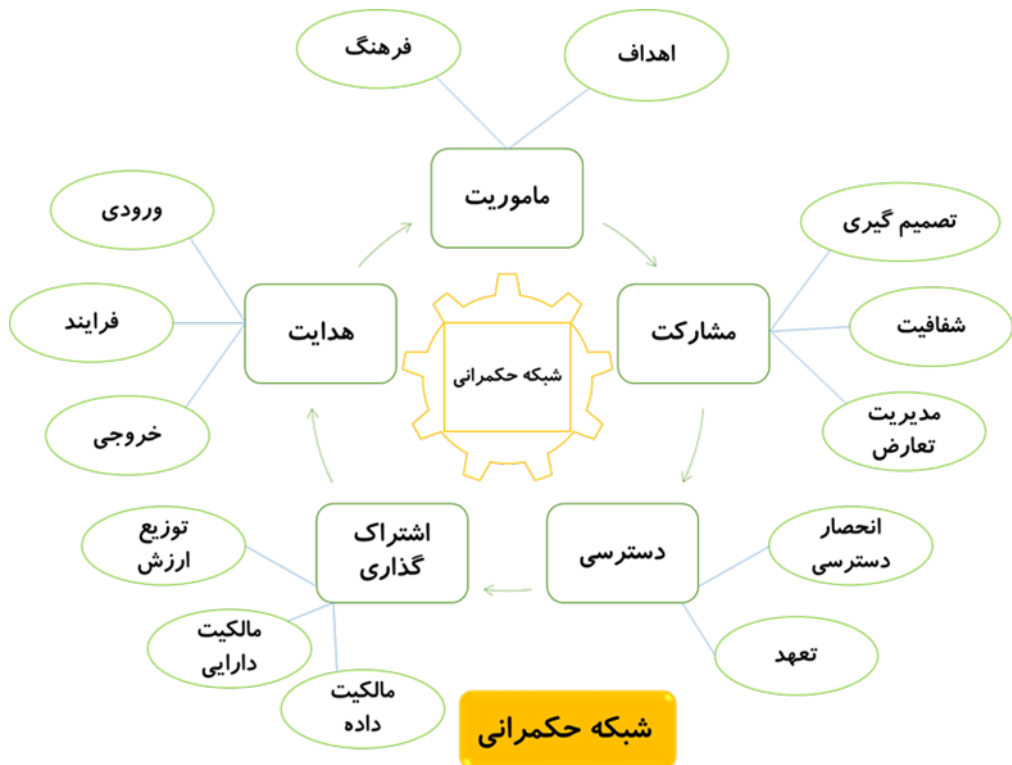 اهداف
فرهنگ
ماموریت
تصمیم گیری
شفافیت
مشارکت
مدیریت
تعارض
انحصار
دسترسی
دسترسی
تعهد
اشتراک
گذاری
توزیع
ارزش
مالکیت
دارایی
مالکیت
داده
هدایت
ورودی
فرایند
خروجی
شبکه حکمرانی
شبکه حکمرانی